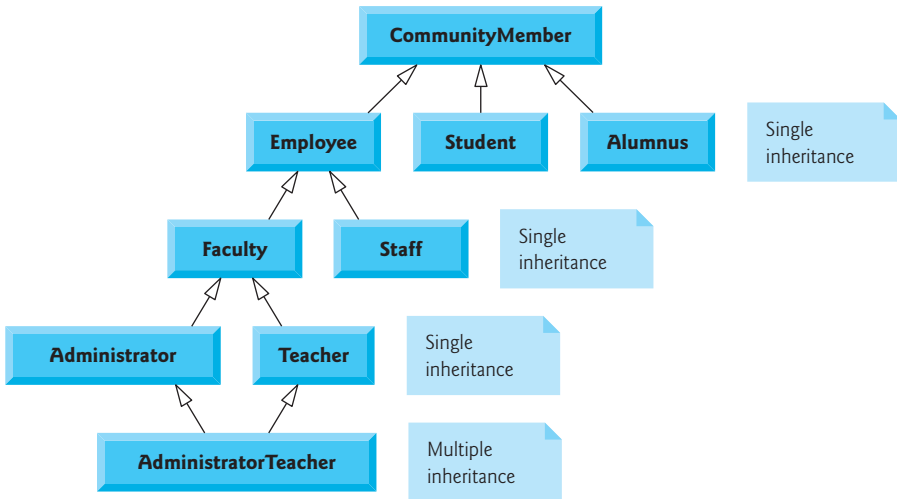 CommunityMember
Employee
Student
Alumnus
Single
inheritance
Faculty
Staff
Single
inheritance
Administrator
Teacher
Single
inheritance
AdministratorTeacher
Multiple
inheritance